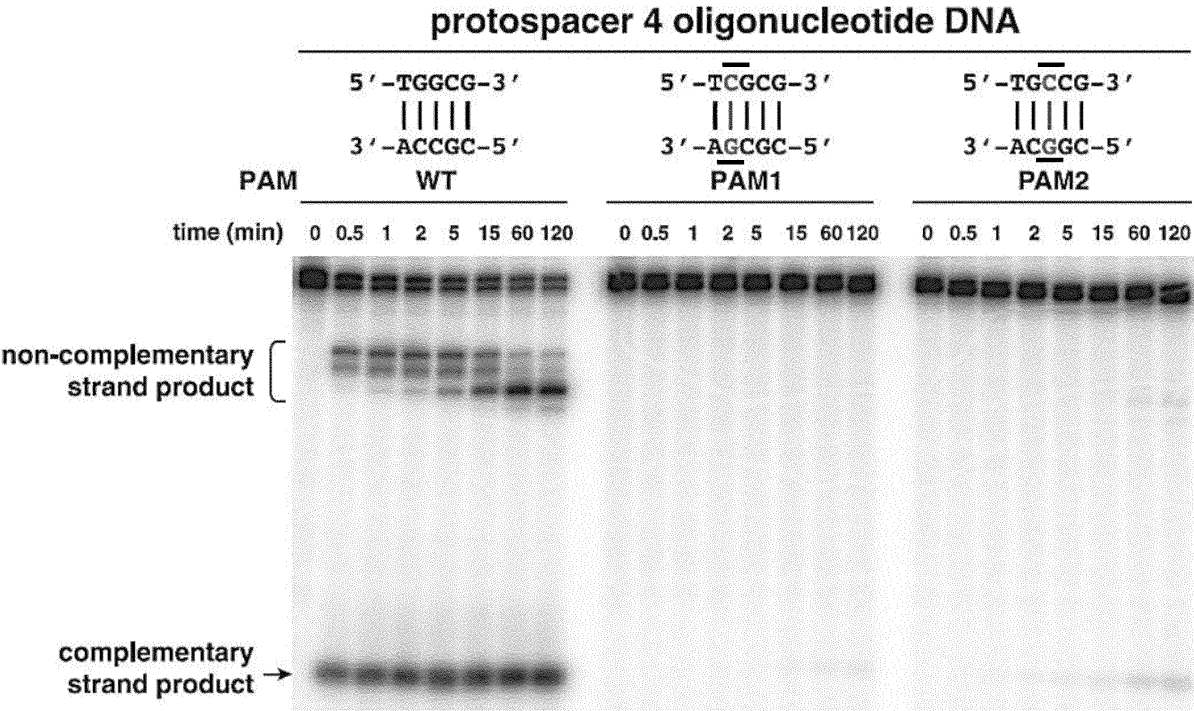 protospacer 4 oligonucleotide DNA
5′-TGGCG-3′ 5′-TCGCG-3′ 5′-TGCCG-3′
3′-ACCGC-5′ 3′-AGCGC-5′ 3′-ACGGC-5′
PAM WT PAM1 PAM2
time (min) 0 0.5 1 2 5 15 60 120 0 0.5 1 2 5 15 60 120 0 0.5 1 2 5 15 60 120
non-complementary
strand product
complementary
strand product